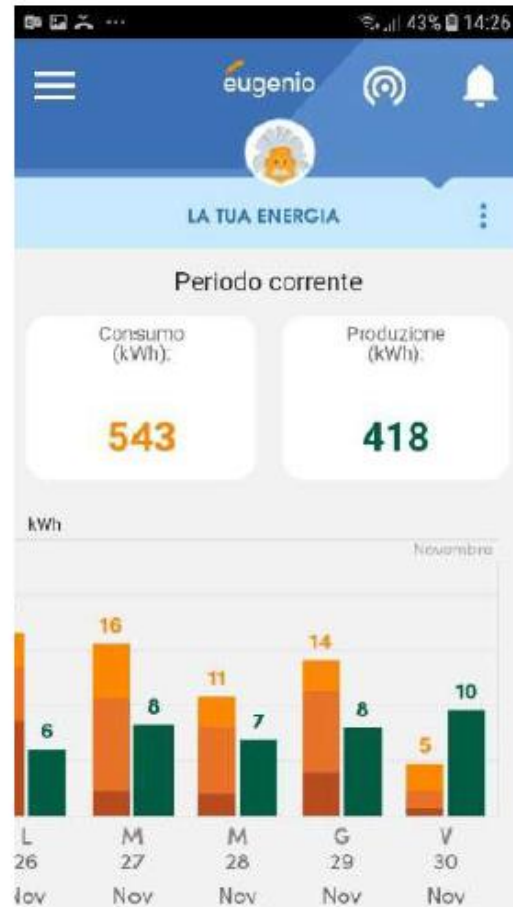 43% 14:26
eugenio
LA TUA ENERGIA
Periodo corrente
Consumo Produzione
(kWh): (kWh):
543 418
kWh
Novembre
16
14
11
10
8
8
7
6
5
L M M G V
26 27 28 29 30
Nov Nov Nov Nov Nov